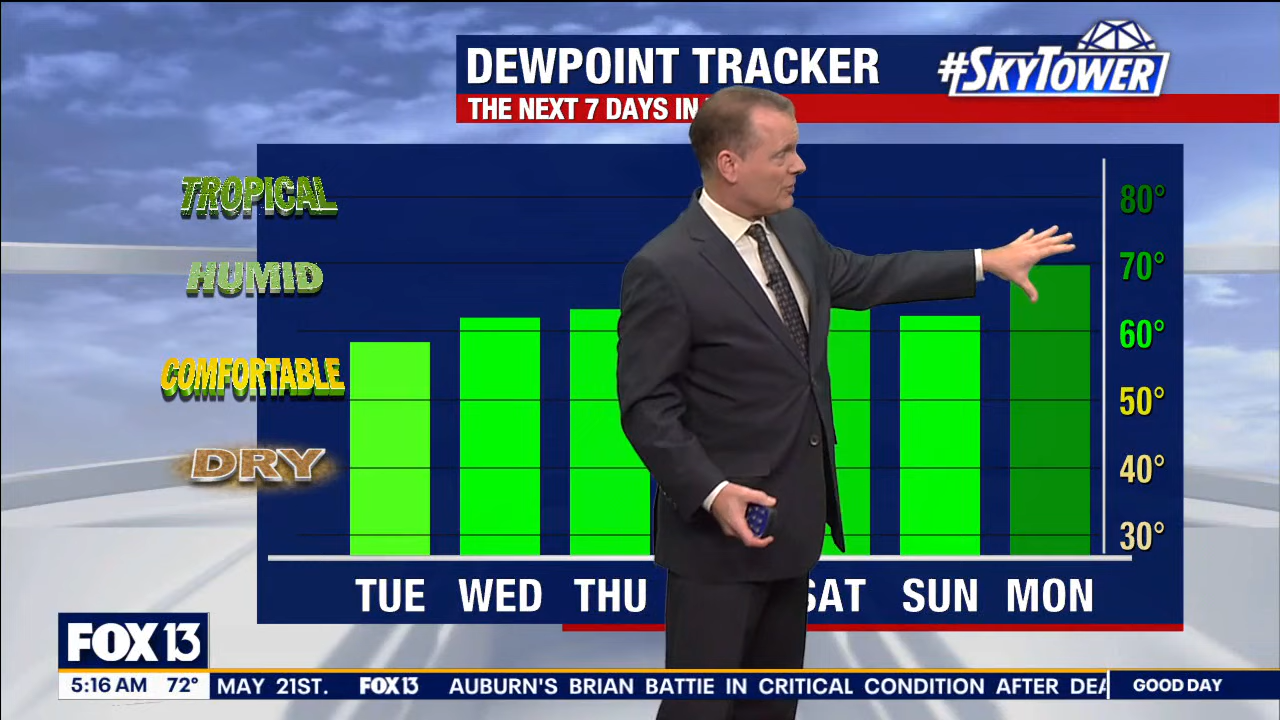 DEWPOINT TRACKER
#SKYTOWER
THE NEXT 7 DAYS IN
TROPICAL
HUMID
COMFORTABLE
DRY
80°
70°
60°
50°
40°
30°
TUE WED THU SAT SUN MON
FOX 13
5:16 AM 72° MAY 21ST. FOX 13 AUBURN'S BRIAN BATTIE IN CRITICAL CONDITION AFTER GOOD DAY